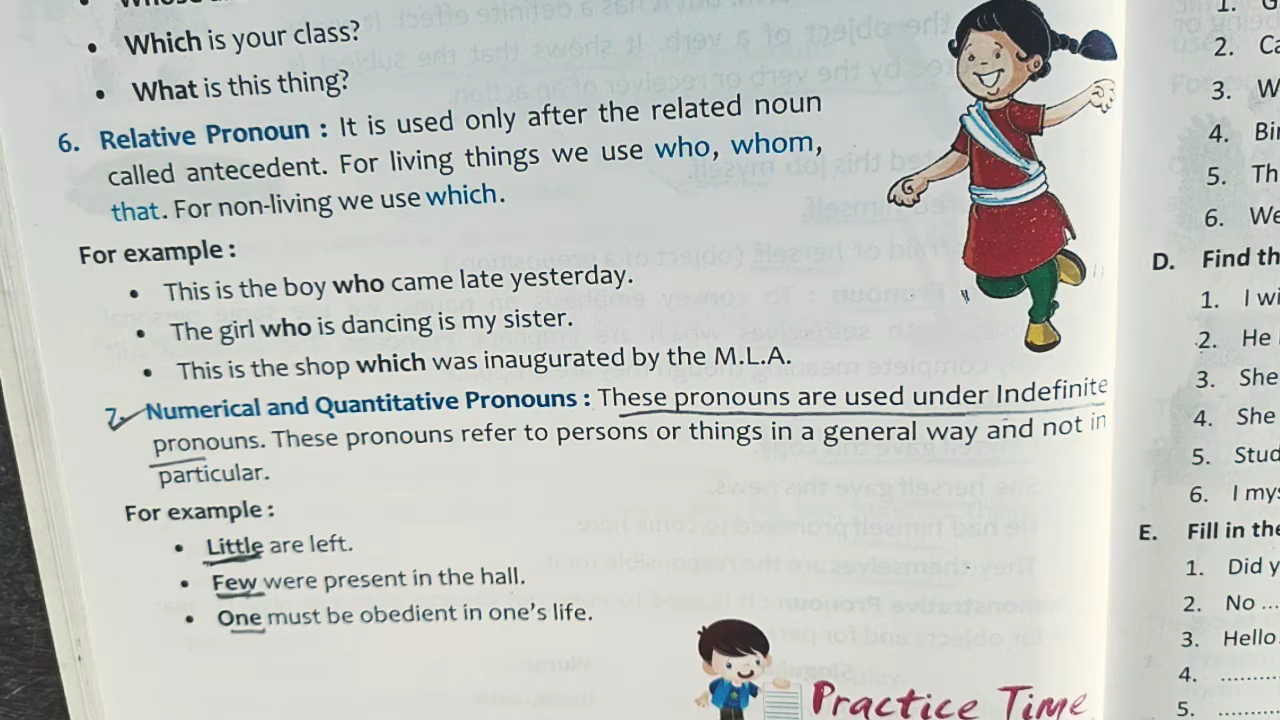 Which is your class?
What is this thing?
6. Relative Pronoun : It is used only after the related noun
called antecedent. For living things we use who, whom,
that. For non-living we use which.
For example :
This is the boy who came late yesterday.
The girl who is dancing is my sister.
This is the shop which was inaugurated by the M.L.A.
7. Numerical and Quantitative Pronouns : These pronouns are used under Indefinite
pronouns. These pronouns refer to persons or things in a general way and not in
particular.
For example :
Little are left.
Few were present in the hall.
One must be obedient in one's life.
Practice Time
1.
2.
3.
4.
5. Th
6. We
D. Find th
1. I wi
2. He
3. She
4. She
5. Stud
6. I mys
E. Fill in the
1. Did y
2. No ...
3. Hello
4. ..........
5. ..........